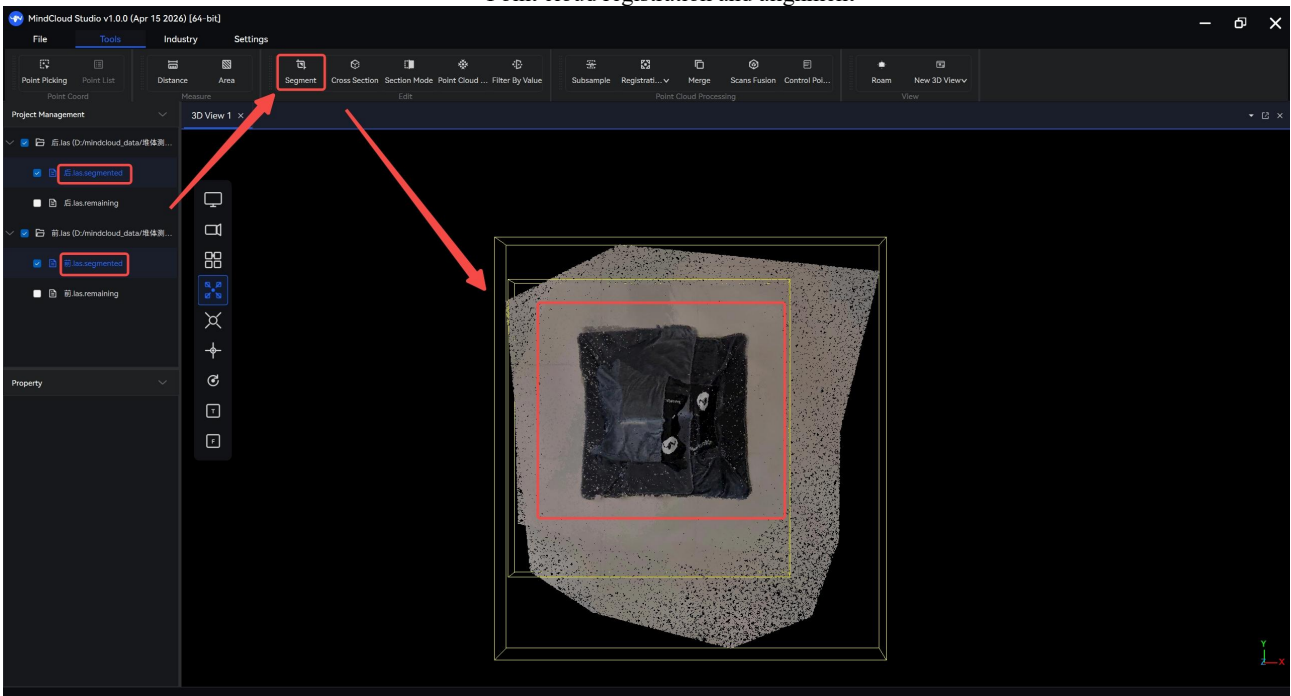 Point cloud registration and alignment
MindCloud Studio v1.0.0 (Apr 15 2026) [64-bit]
File Tools Industry Settings
Point Picking Point List Distance Area Segment Cross Section Section Mode Point Cloud ... Filter By Value Subsample Registrati... Merge Scans Fusion Control Poi... Roam New 3D View
Point Coord Measure Edit Point Cloud Processing View
Project Management
3D View 1
后.las (D:/mindcloud_data/堆体测...
后.las.segmented
后.las.remaining
前.las (D:/mindcloud_data/堆体测...
前.las.segmented
前.las.remaining
Property
T
F
Y
Z X